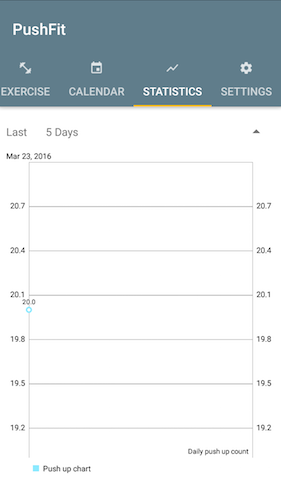 PushFit
EXERCISE CALENDAR STATISTICS SETTINGS
Last 5 Days
Mar 23, 2016
20.7 20.7
20.4 20.4
20.1 20.1
20.0
19.8 19.8
19.5 19.5
19.2 19.2
Daily push up count
Push up chart